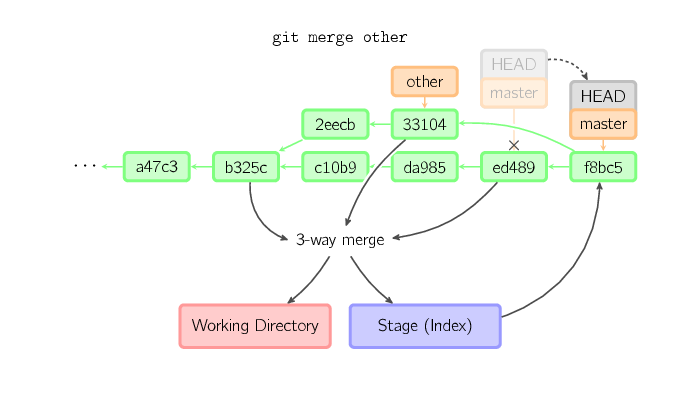 git merge other
HEAD
master
other
HEAD
master
2eecb
33104
...
a47c3
b325c
c10b9
da985
ed489
f8bc5
3-way merge
Working Directory
Stage (Index)